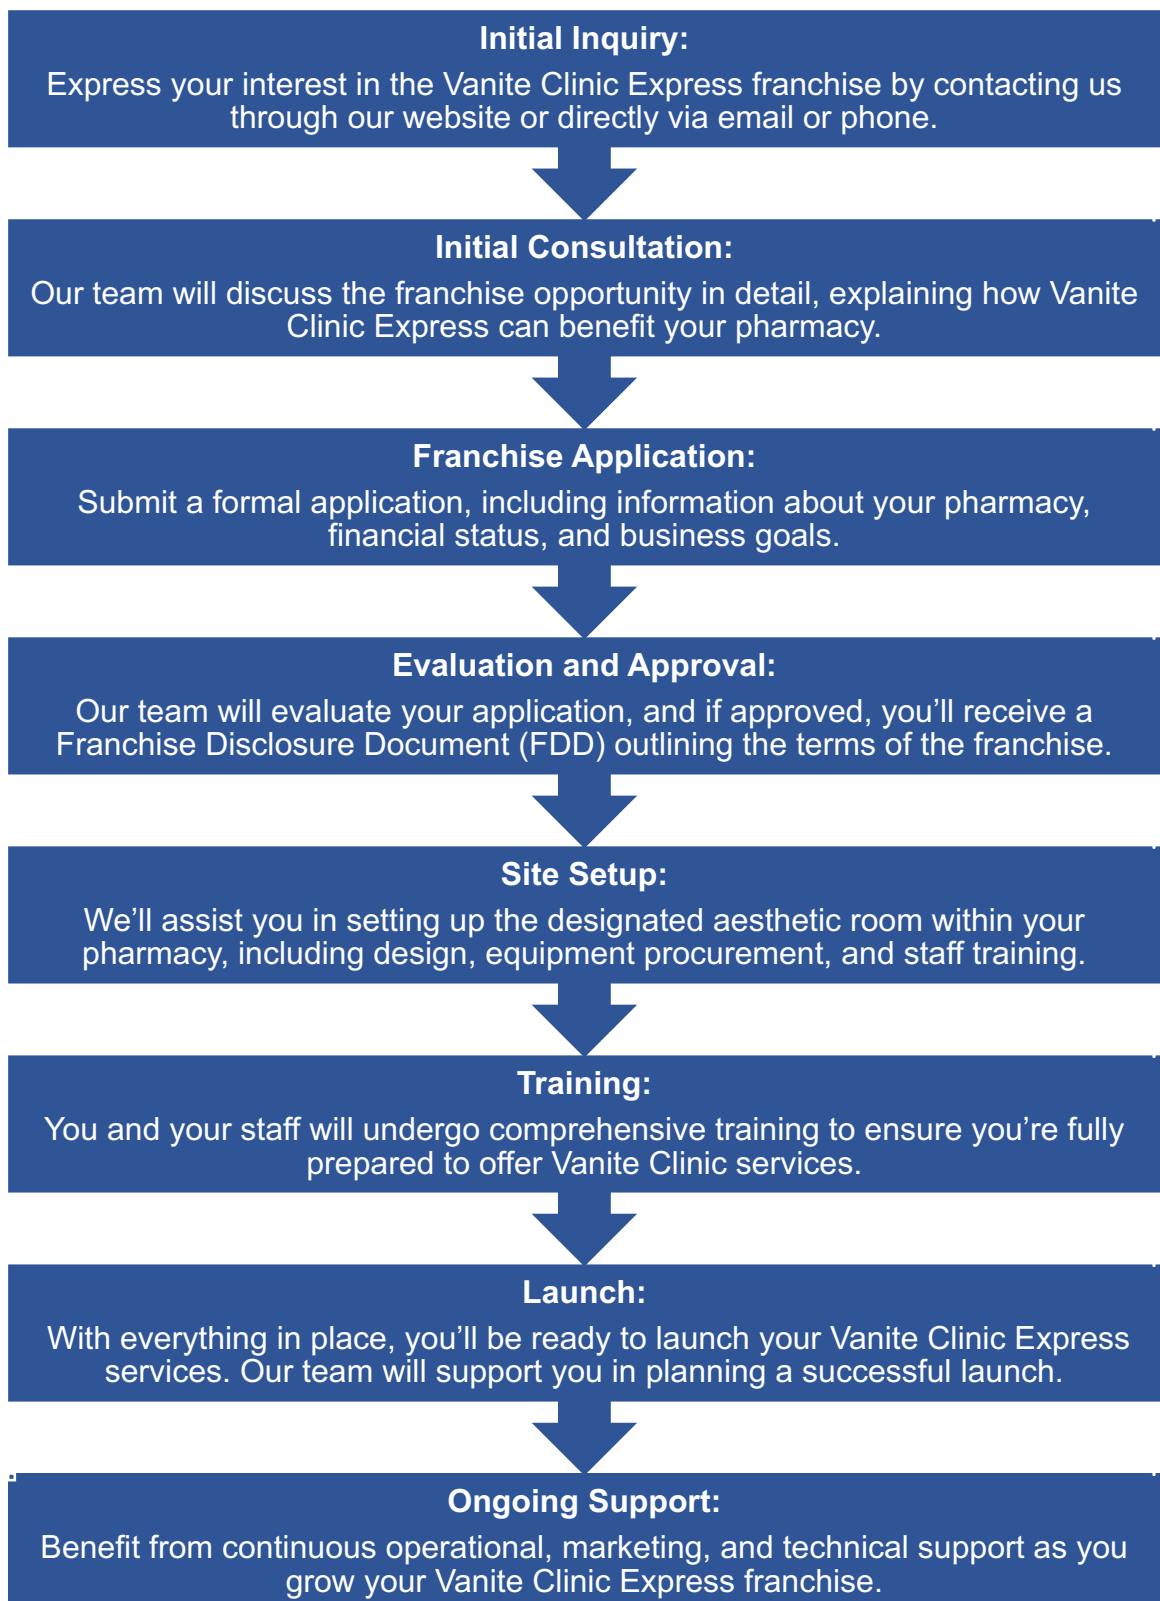 Initial Inquiry:
Express your interest in the Vanite Clinic Express franchise by contacting us
through our website or directly via email or phone.
Initial Consultation:
Our team will discuss the franchise opportunity in detail, explaining how Vanite
Clinic Express can benefit your pharmacy.
Franchise Application:
Submit a formal application, including information about your pharmacy,
financial status, and business goals.
Evaluation and Approval:
Our team will evaluate your application, and if approved, you’ll receive a
Franchise Disclosure Document (FDD) outlining the terms of the franchise.
Site Setup:
We’ll assist you in setting up the designated aesthetic room within your
pharmacy, including design, equipment procurement, and staff training.
Training:
You and your staff will undergo comprehensive training to ensure you’re fully
prepared to offer Vanite Clinic services.
Launch:
With everything in place, you’ll be ready to launch your Vanite Clinic Express
services. Our team will support you in planning a successful launch.
Ongoing Support:
Benefit from continuous operational, marketing, and technical support as you
grow your Vanite Clinic Express franchise.